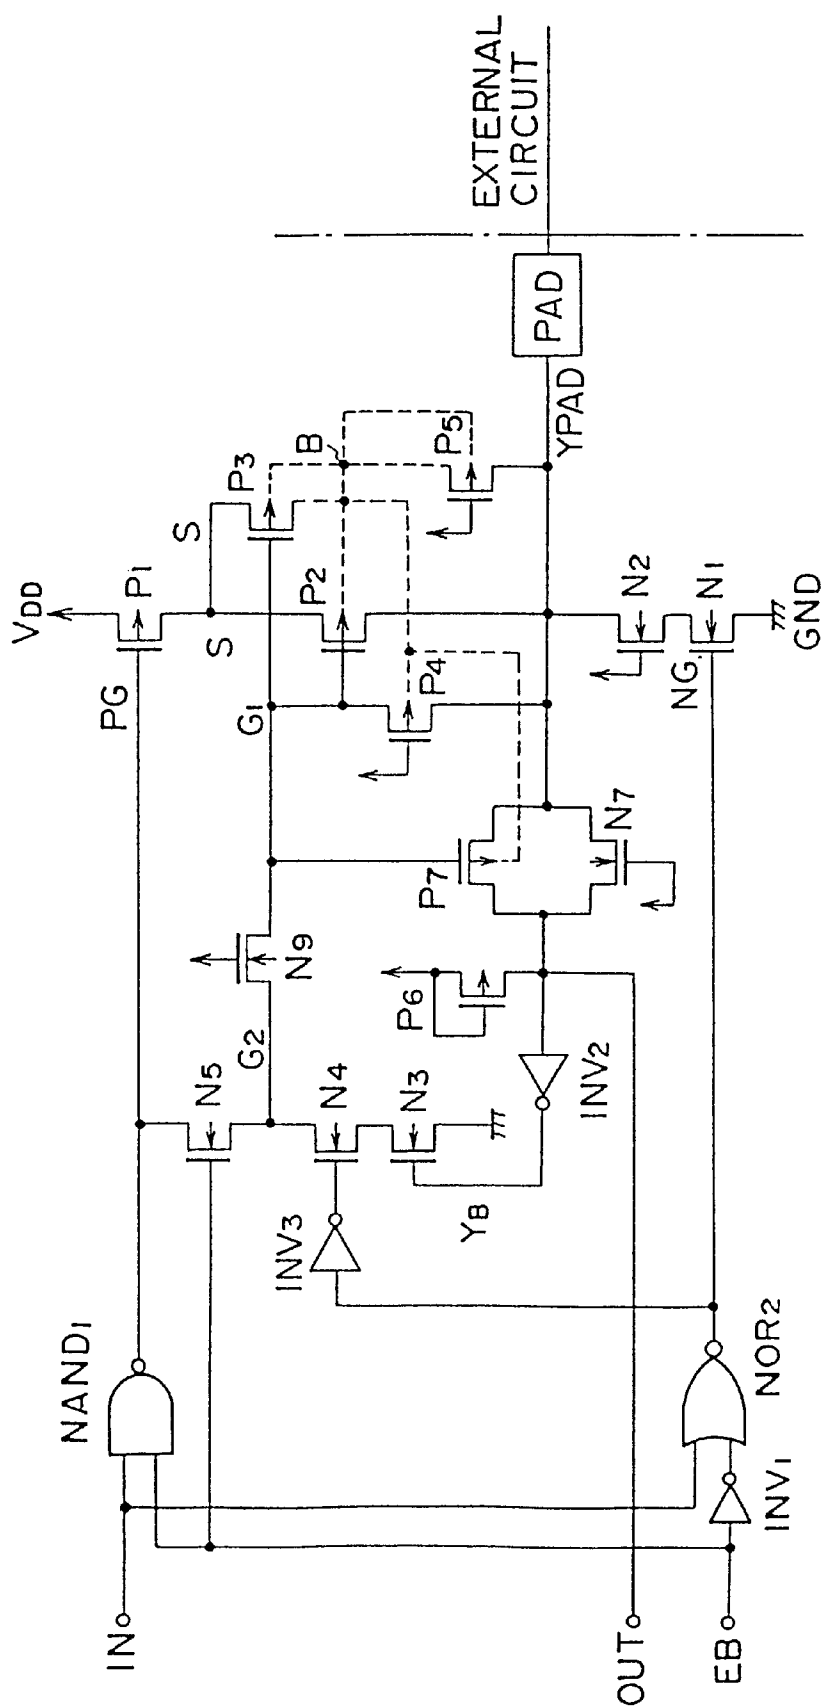 EXTERNAL
CIRCUIT
PAD
YPAD
VDD
P1
PG
S
P3
B
P5
S
P2
G1
P4
N2
NG
N1
GND
N7
P7
N9
P6
G2
N5
N4
N3
INV2
YB
INV3
NAND1
NOR2
INV1
IN
OUT
EB